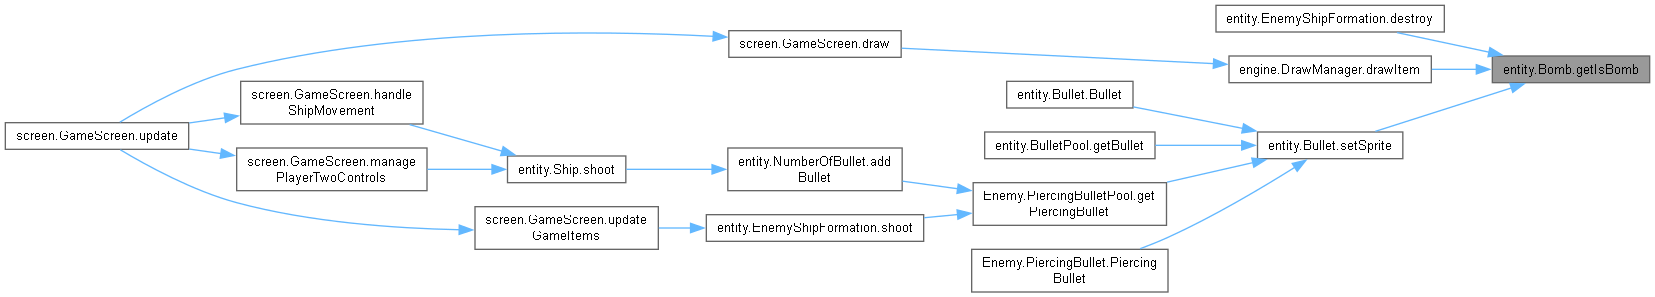 entity.EnemyShipFormation.destroy
screen.GameScreen.draw
engine.DrawManager.drawItem
entity.Bomb.getIsBomb
screen.GameScreen.handle
ShipMovement
entity.Bullet.Bullet
screen.GameScreen.update
entity.BulletPool.getBullet
entity.Bullet.setSprite
screen.GameScreen.manage
PlayerTwoControls
entity.Ship.shoot
entity.NumberOfBullet.add
Bullet
Enemy.PiercingBulletPool.get
PiercingBullet
screen.GameScreen.update
GameItems
entity.EnemyShipFormation.shoot
Enemy.PiercingBullet.Piercing
Bullet